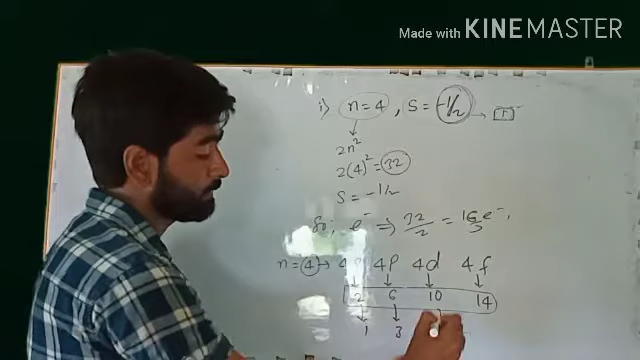 Made with KINEMASTER
i) n=4, S = -1/2 → 1
2n²
2(4)² = 32
S = -1/2
So, e⁻ ⇒ 32/2 = 16 e⁻
n = 4 → 4s 4p 4d 4f
2 6 10 14
1 3